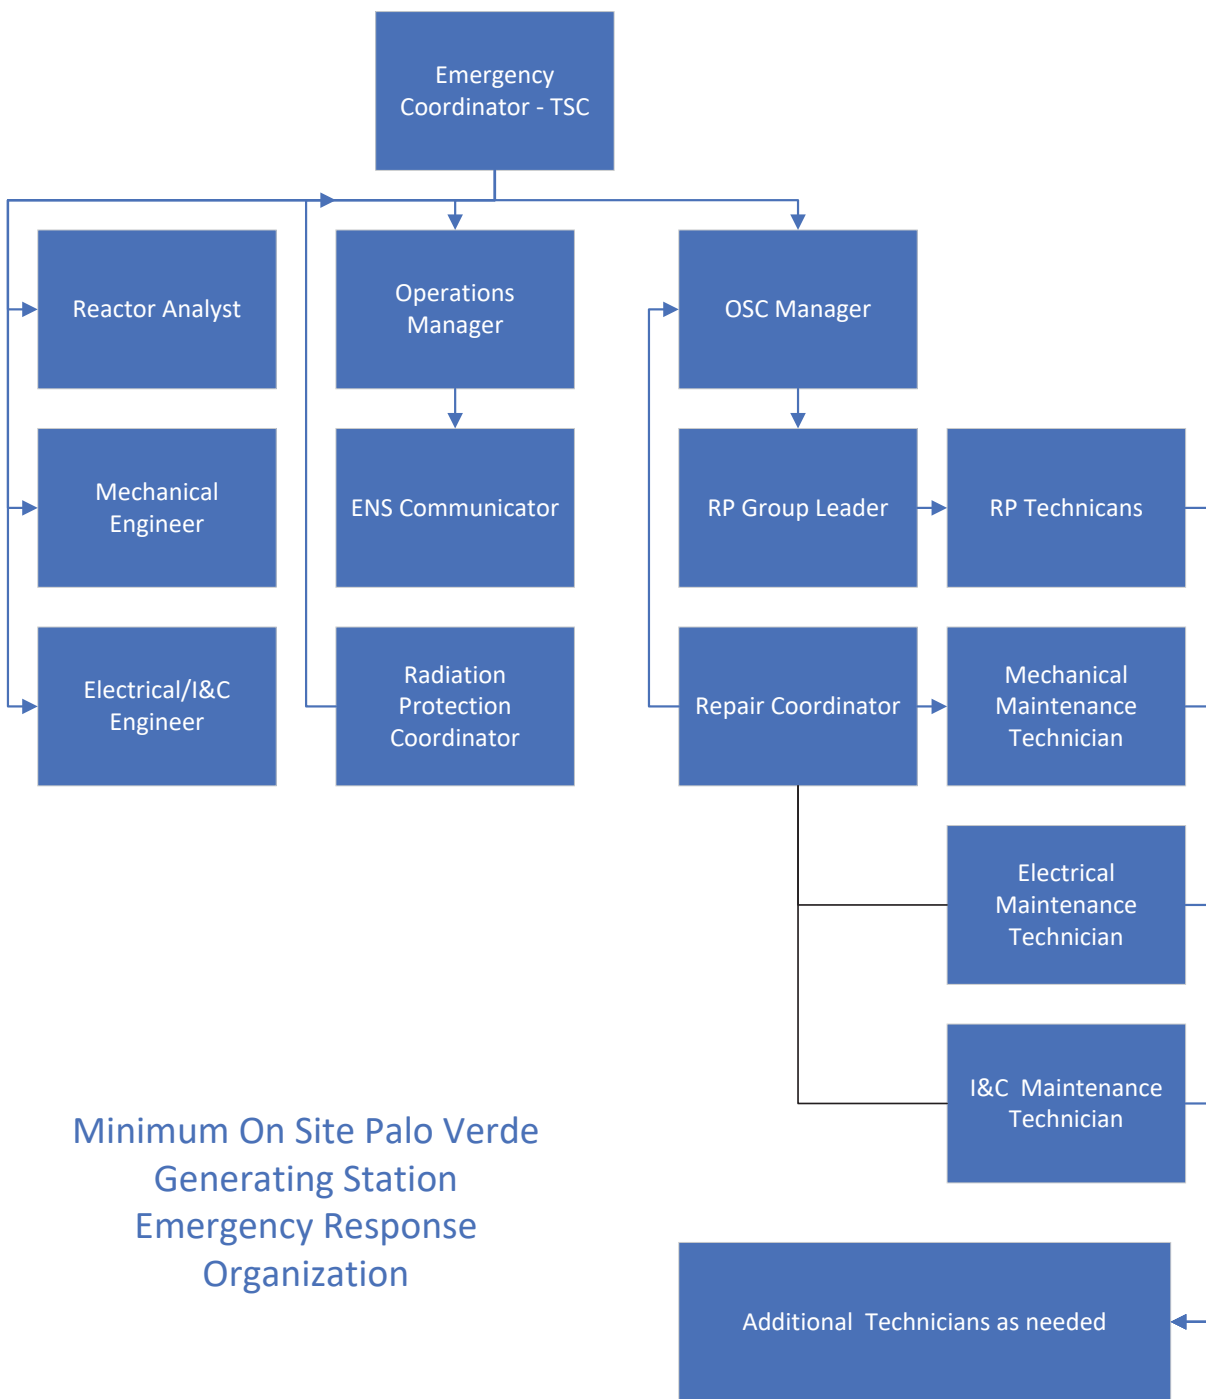 Emergency
Coordinator - TSC
Reactor Analyst
Operations
Manager
OSC Manager
Mechanical
Engineer
ENS Communicator
RP Group Leader
RP Technicans
Electrical/I&C
Engineer
Radiation
Protection
Coordinator
Repair Coordinator
Mechanical
Maintenance
Technician
Electrical
Maintenance
Technician
I&C  Maintenance
Technician
Minimum On Site Palo Verde
Generating Station
Emergency Response
Organization
Additional  Technicians as needed